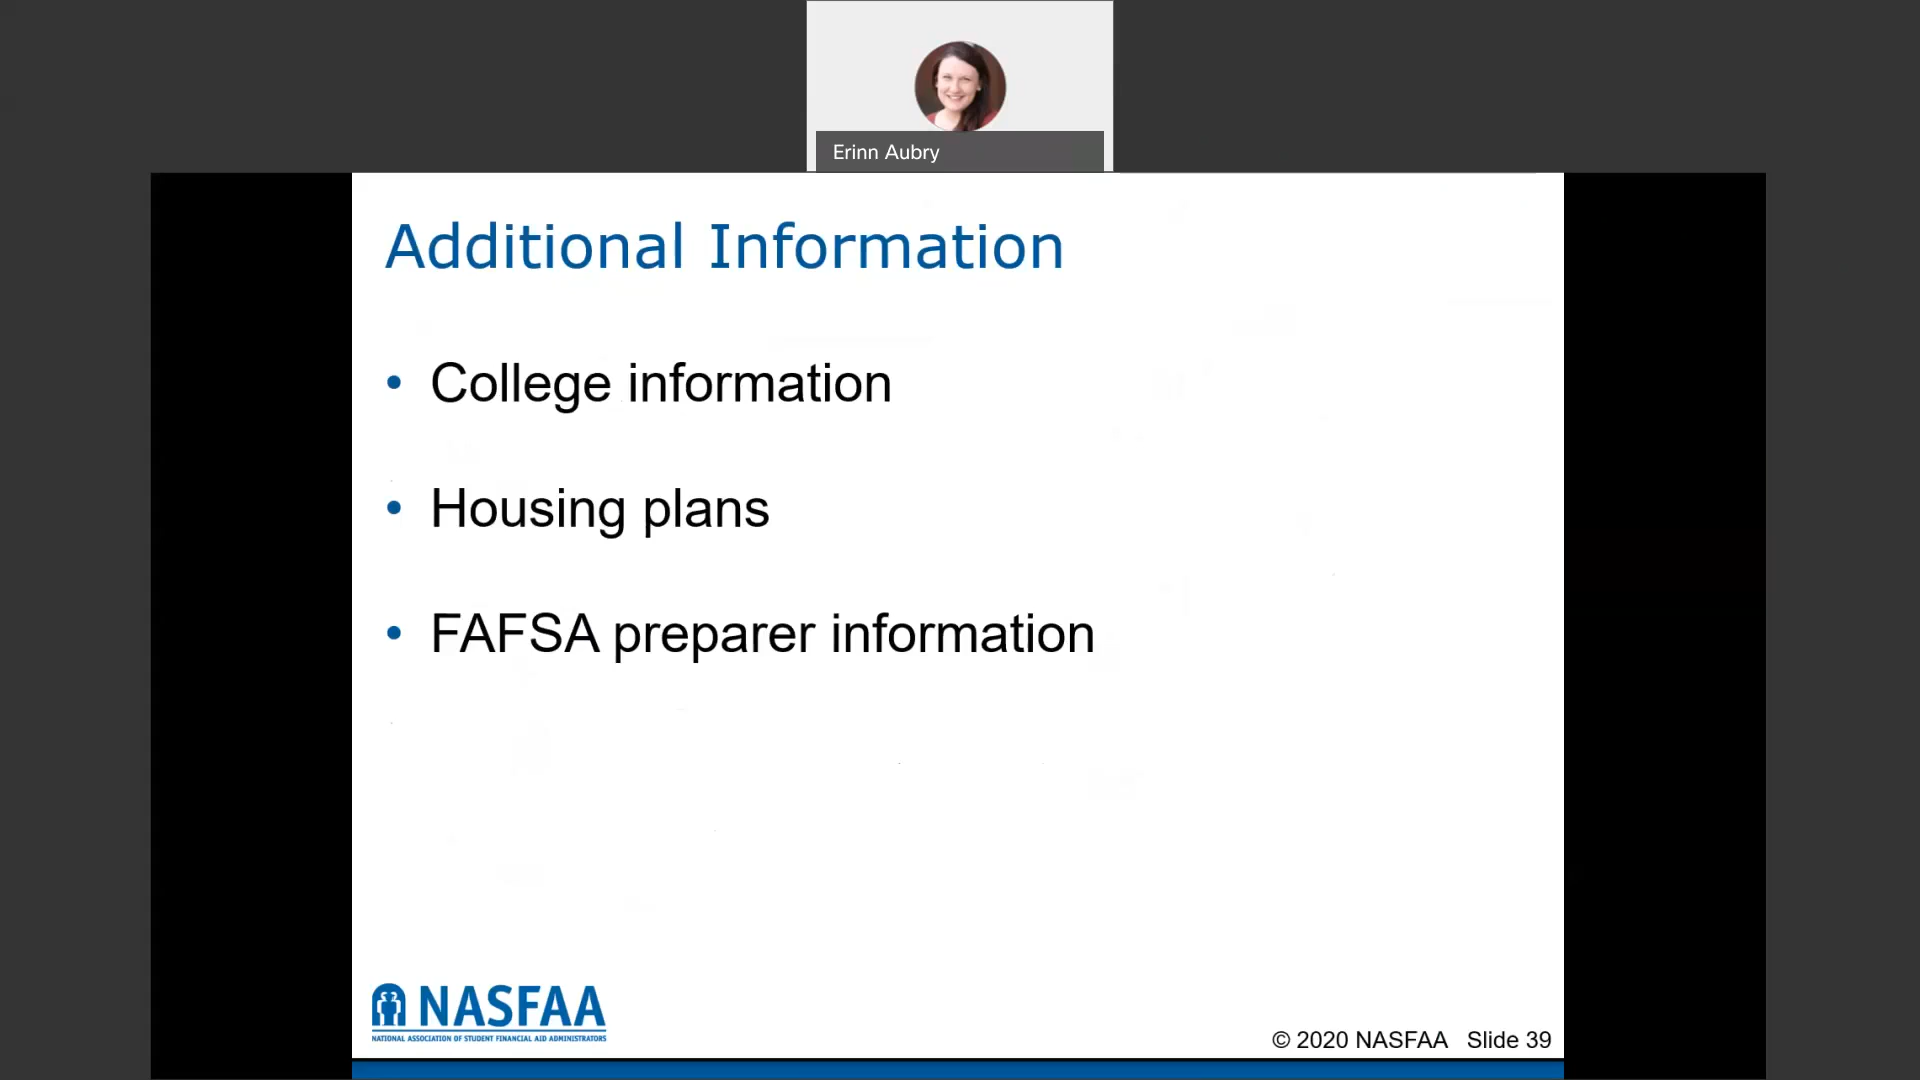 Erinn Aubry
Additional Information
• College information
• Housing plans
• FAFSA preparer information
NASFAA
NATIONAL ASSOCIATION OF STUDENT FINANCIAL AID ADMINISTRATORS
© 2020 NASFAA Slide 39